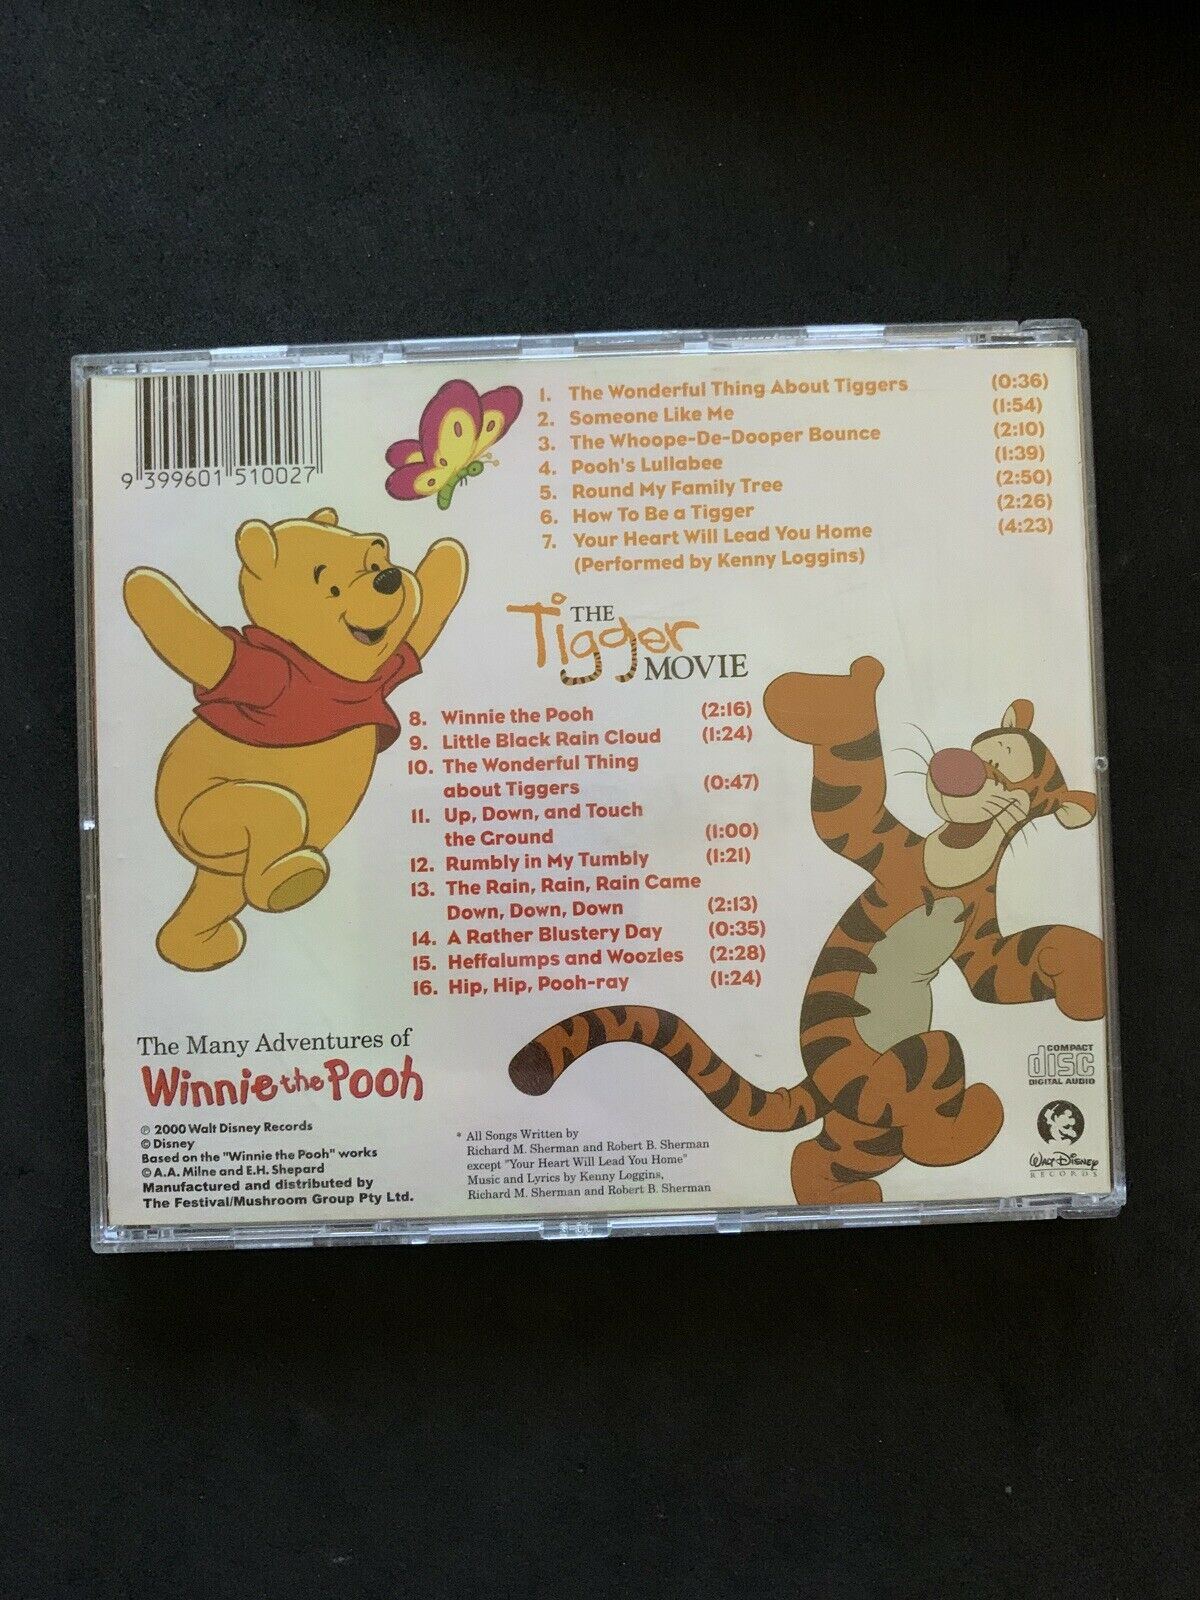 9 399601 510027
1. The Wonderful Thing About Tiggers (0:36)
2. Someone Like Me (1:54)
3. The Whoope-De-Dooper Bounce (2:10)
4. Pooh's Lullabee (1:39)
5. Round My Family Tree (2:50)
6. How To Be a Tigger (2:26)
7. Your Heart Will Lead You Home (4:23)
(Performed by Kenny Loggins)
THE
Tigger
MOVIE
8. Winnie the Pooh (2:16)
9. Little Black Rain Cloud (1:24)
10. The Wonderful Thing
about Tiggers (0:47)
11. Up, Down, and Touch
the Ground (1:00)
12. Rumbly in My Tumbly (1:21)
13. The Rain, Rain, Rain Came
Down, Down, Down (2:13)
14. A Rather Blustery Day (0:35)
15. Heffalumps and Woozles (2:28)
16. Hip, Hip, Pooh-ray (1:24)
The Many Adventures of
Winnie the Pooh
℗ 2000 Walt Disney Records
© Disney
Based on the "Winnie the Pooh" works
© A.A. Milne and E.H. Shepard
Manufactured and distributed by
The Festival/Mushroom Group Pty Ltd.
* All Songs Written by
Richard M. Sherman and Robert B. Sherman
except "Your Heart Will Lead You Home"
Music and Lyrics by Kenny Loggins,
Richard M. Sherman and Robert B. Sherman
COMPACT
disc
DIGITAL AUDIO
WALT DISNEY
RECORDS